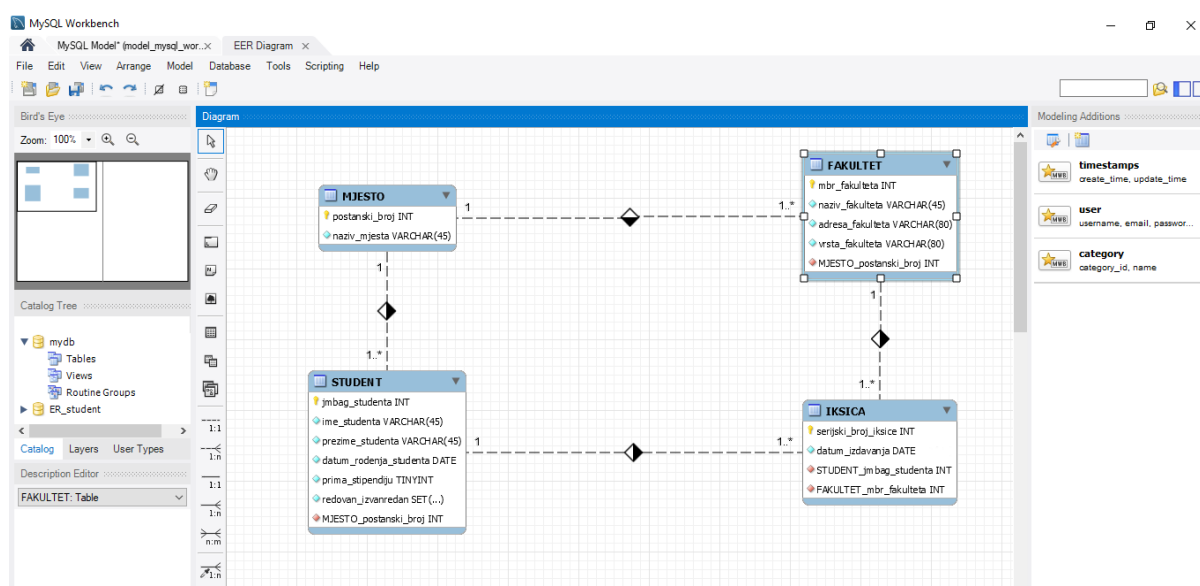 MySQL Workbench
MySQL Model* (model_mysql_wor..× EER Diagram ×
File Edit View Arrange Model Database Tools Scripting Help
Bird's Eye
Zoom: 100%
Catalog Tree
mydb
Tables
Views
Routine Groups
ER_student
Catalog Layers User Types
Description Editor
FAKULTET: Table
Diagram
1:1
1:n
1:1
1:n
n:m
1:n
MJESTO
postanski_broj INT
naziv_mjesta VARCHAR(45)
1
1..*
FAKULTET
mbr_fakulteta INT
naziv_fakulteta VARCHAR(45)
adresa_fakulteta VARCHAR(80)
vrsta_fakulteta VARCHAR(80)
MJESTO_postanski_broj INT
1
1..*
1
1..*
STUDENT
jmbag_studenta INT
ime_studenta VARCHAR(45)
prezime_studenta VARCHAR(45)
datum_rodenja_studenta DATE
prima_stipendiju TINYINT
redovan_izvanredan SET(...)
MJESTO_postanski_broj INT
1
1..*
IKSICA
serijski_broj_iksice INT
datum_izdavanja DATE
STUDENT_jmbag_studenta INT
FAKULTET_mbr_fakulteta INT
Modeling Additions
timestamps
create_time, update_time
user
username, email, passwor...
category
category_id, name